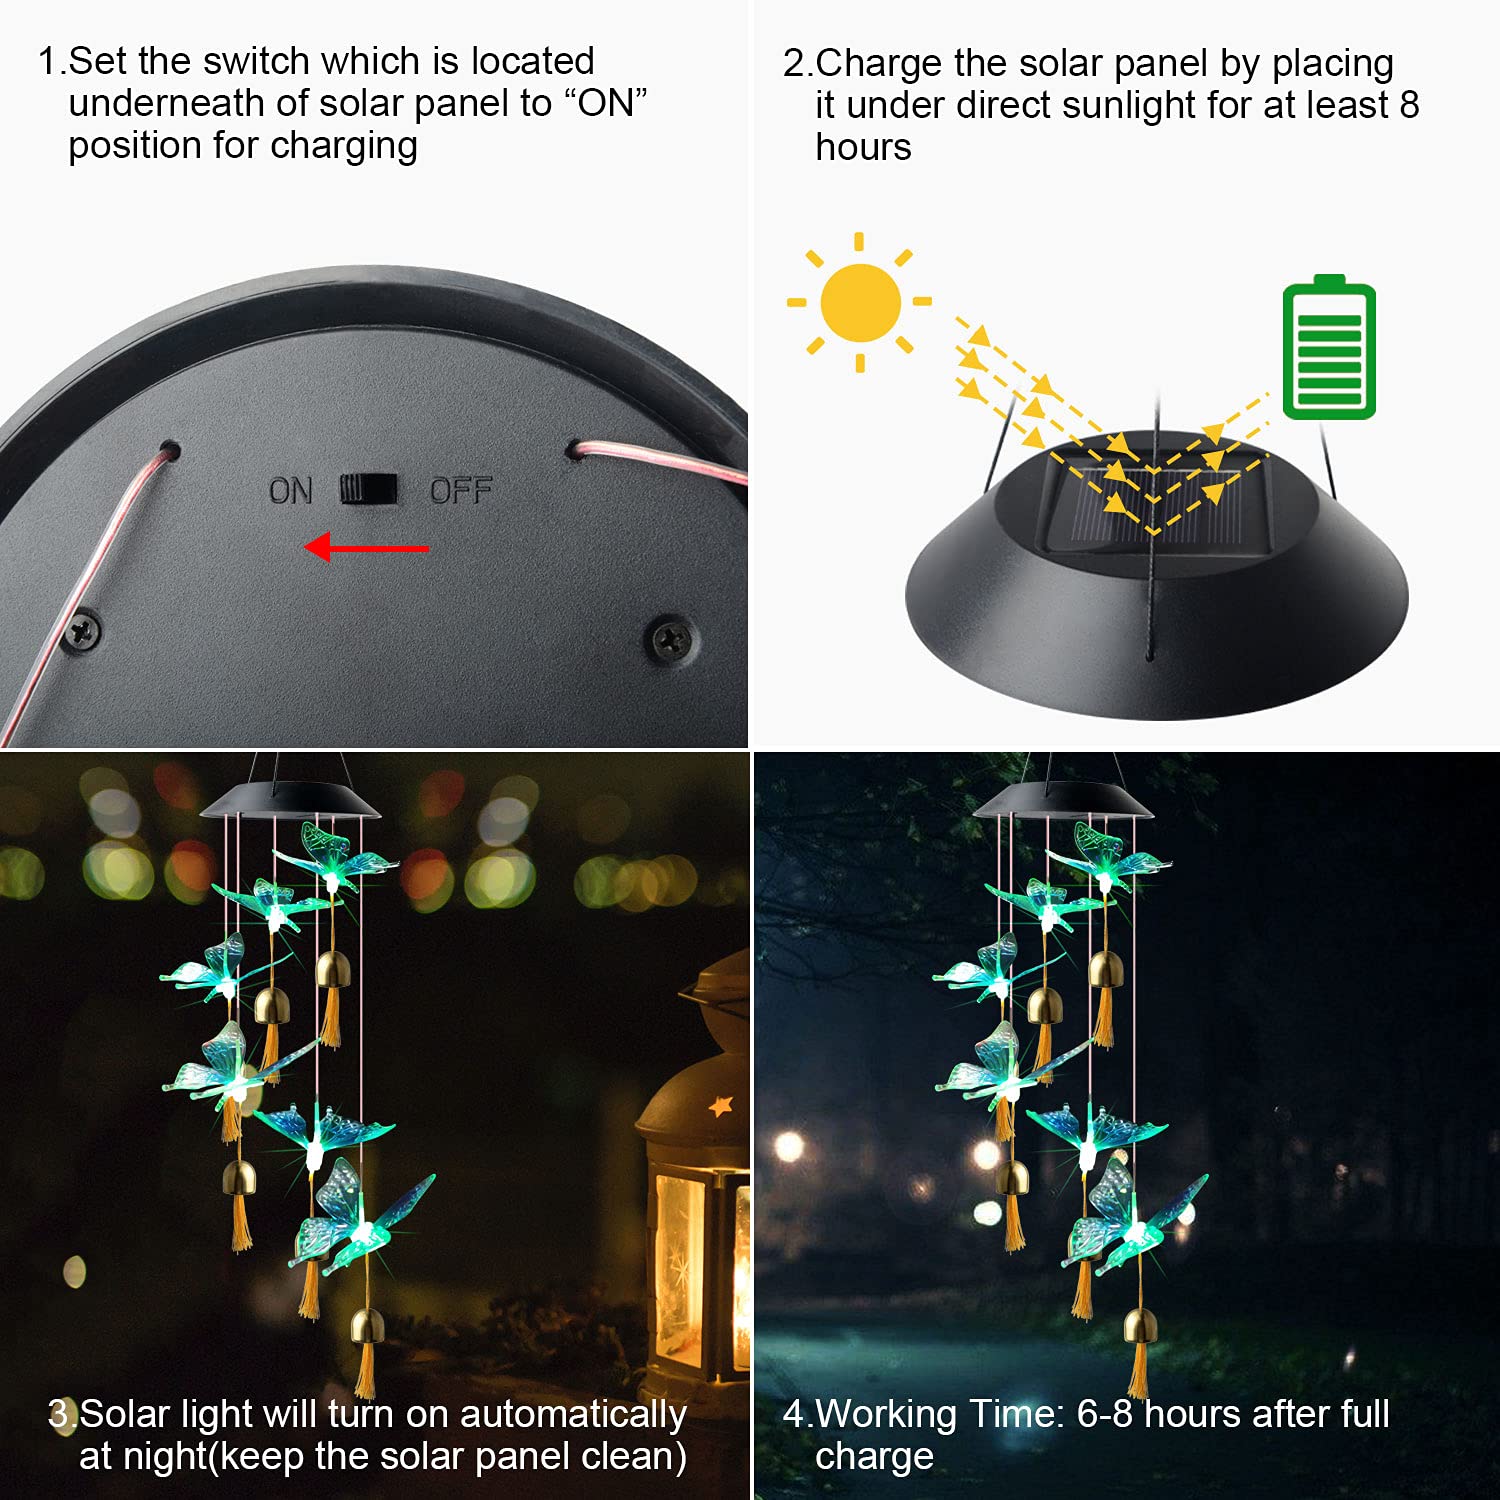 1.Set the switch which is located
underneath of solar panel to “ON”
position for charging
ON OFF
2.Charge the solar panel by placing
it under direct sunlight for at least 8
hours
3.Solar light will turn on automatically
at night(keep the solar panel clean)
4.Working Time: 6-8 hours after full
charge